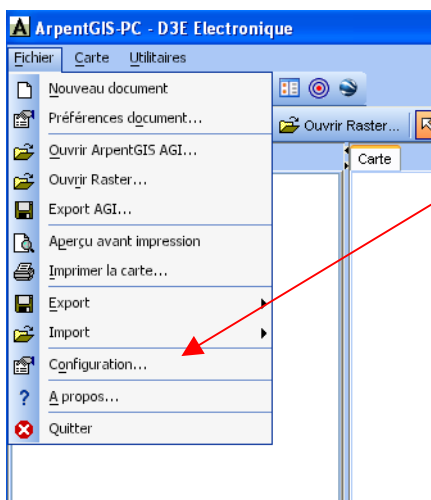 ArpentGIS-PC - D3E Electronique
Fichier Carte Utilitaires
Nouveau document
Préférences document...
Ouvrir Raster...
Carte
Ouvrir ArpentGIS AGI...
Ouvrir Raster...
Export AGI...
Aperçu avant impression
Imprimer la carte...
Export
Import
Configuration...
A propos...
Quitter